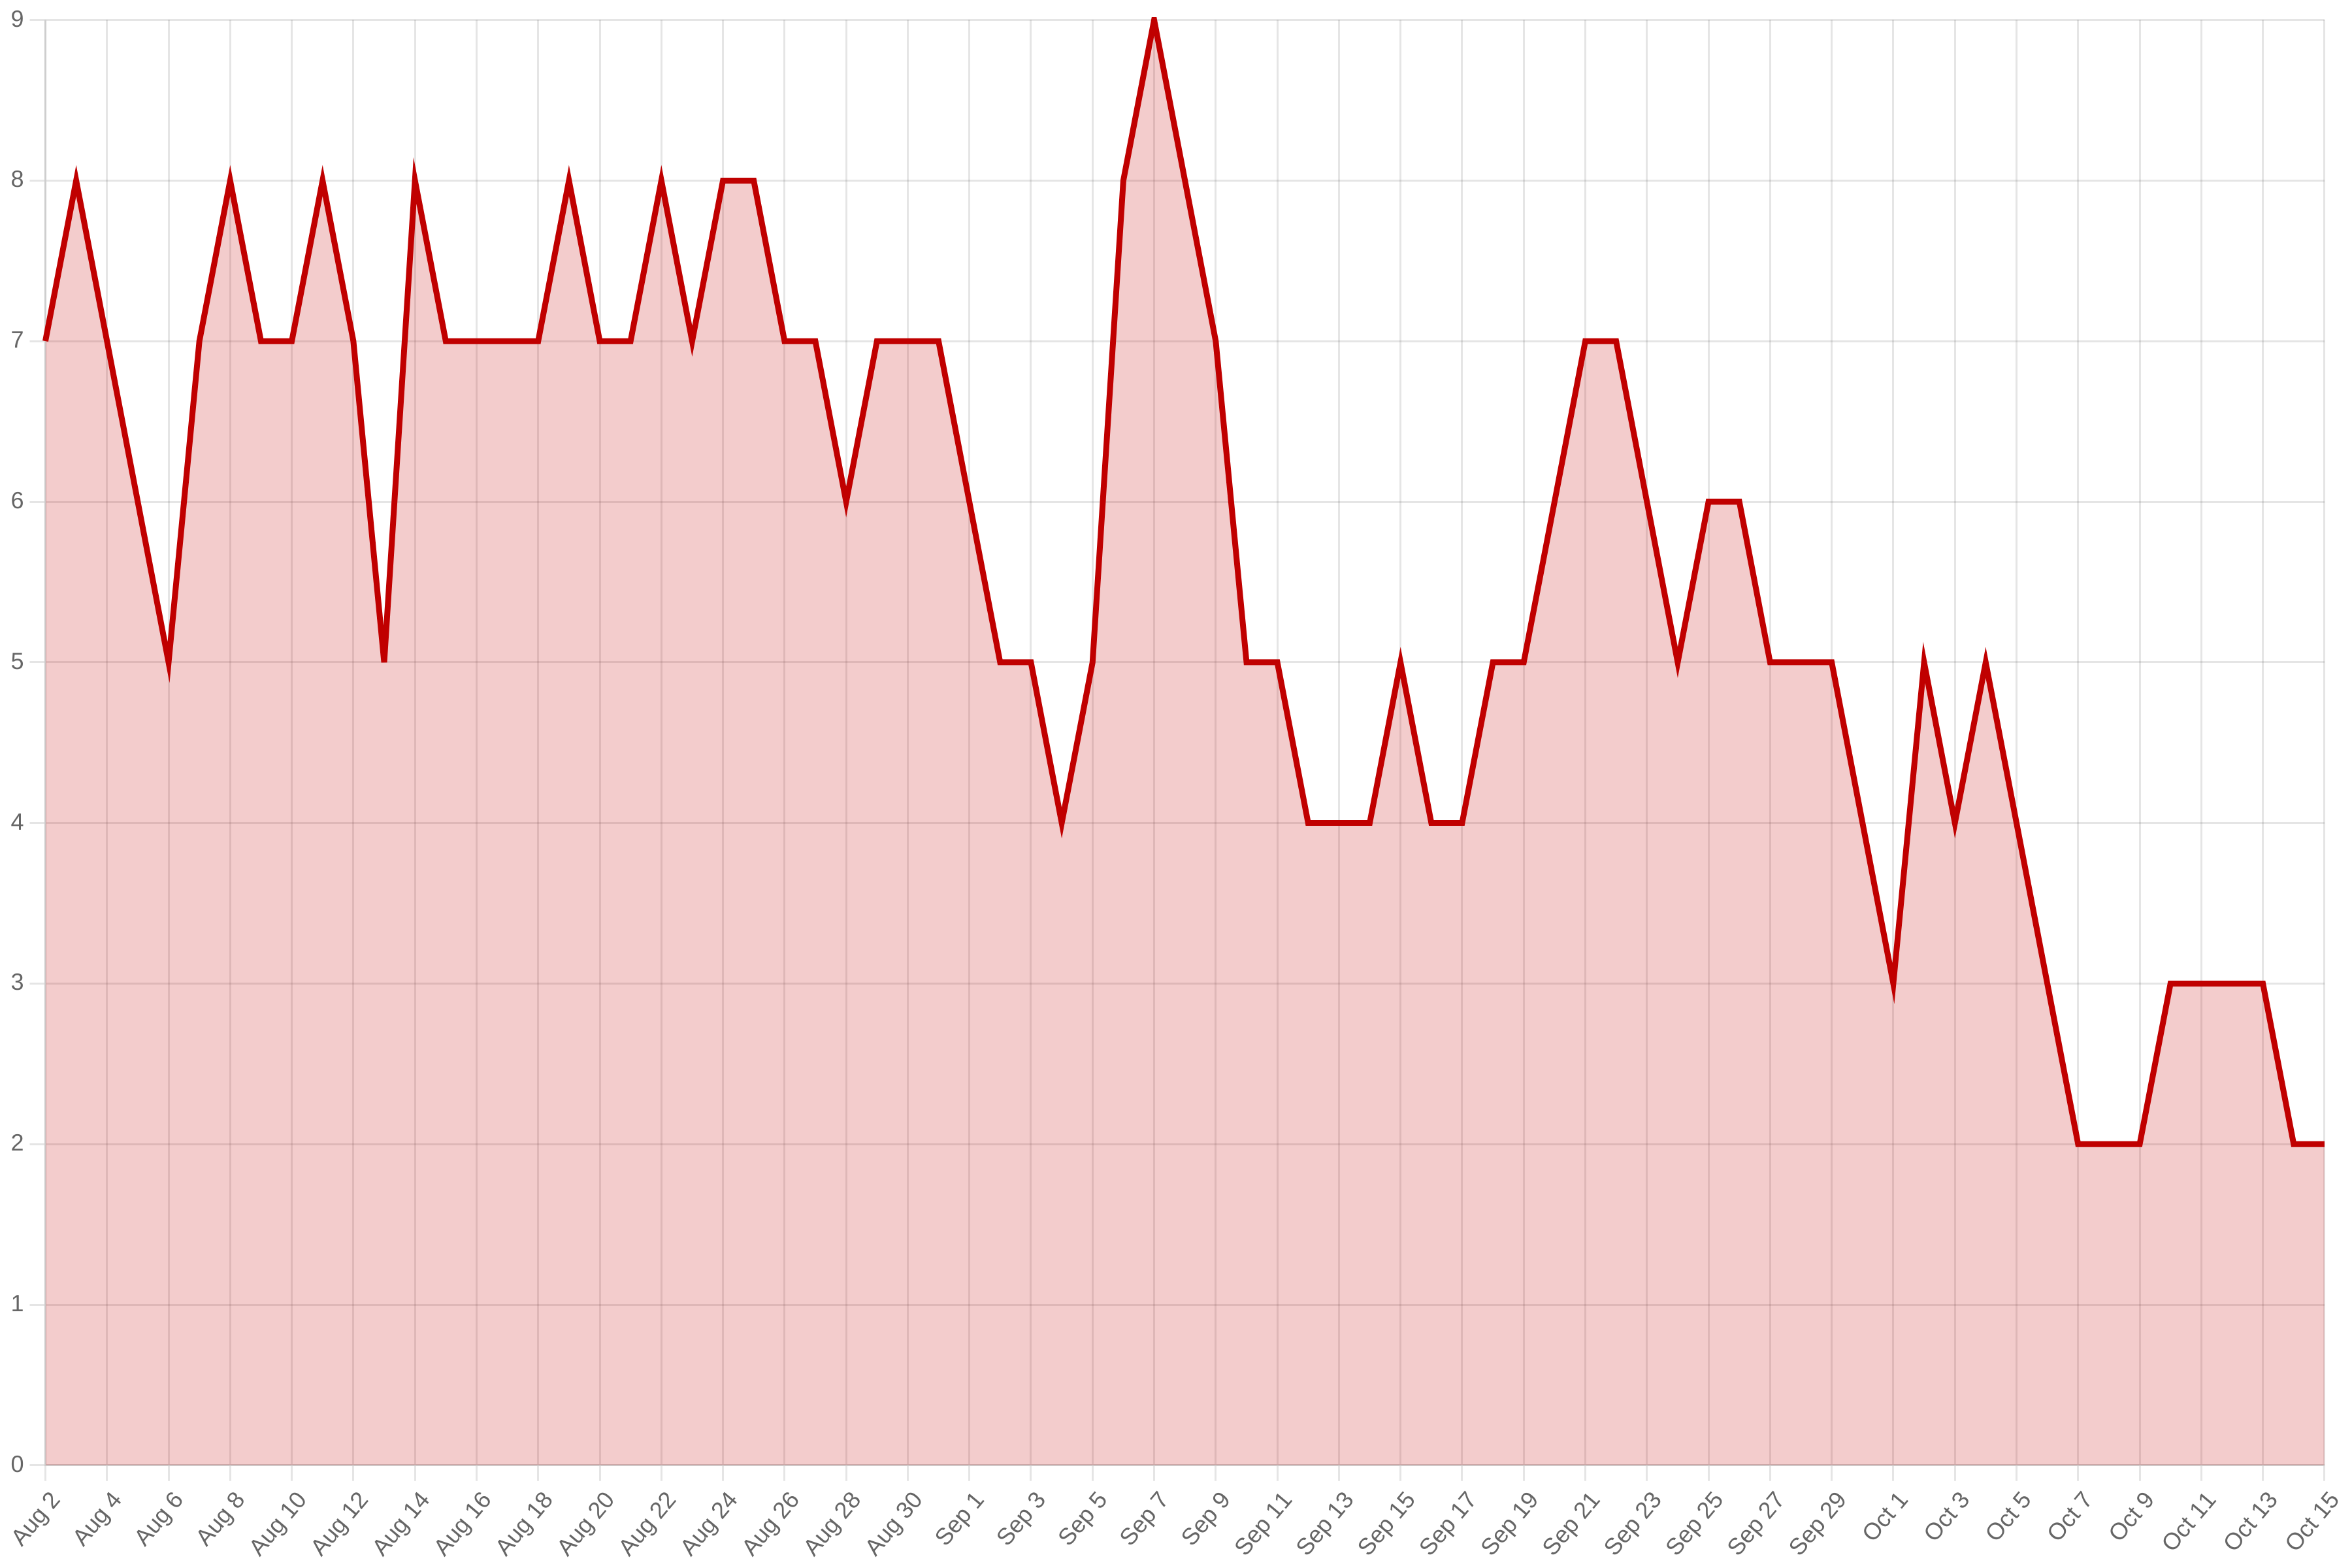 9
8
7
6
5
4
3
2
1
0
Aug 2
Aug 4
Aug 6
Aug 8
Aug 10
Aug 12
Aug 14
Aug 16
Aug 18
Aug 20
Aug 22
Aug 24
Aug 26
Aug 28
Aug 30
Sep 1
Sep 3
Sep 5
Sep 7
Sep 9
Sep 11
Sep 13
Sep 15
Sep 17
Sep 19
Sep 21
Sep 23
Sep 25
Sep 27
Sep 29
Oct 1
Oct 3
Oct 5
Oct 7
Oct 9
Oct 11
Oct 13
Oct 15